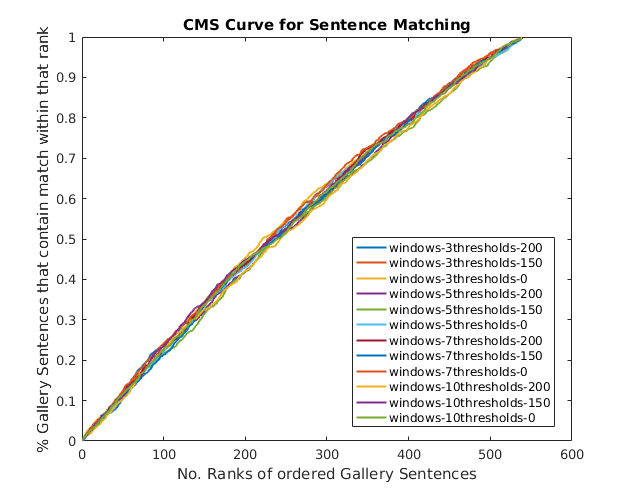 CMS Curve for Sentence Matching
% Gallery Sentences that contain match within that rank
1
0.9
0.8
0.7
0.6
0.5
0.4
0.3
0.2
0.1
0
windows-3thresholds-200
windows-3thresholds-150
windows-3thresholds-0
windows-5thresholds-200
windows-5thresholds-150
windows-5thresholds-0
windows-7thresholds-200
windows-7thresholds-150
windows-7thresholds-0
windows-10thresholds-200
windows-10thresholds-150
windows-10thresholds-0
0 100 200 300 400 500 600
No. Ranks of ordered Gallery Sentences